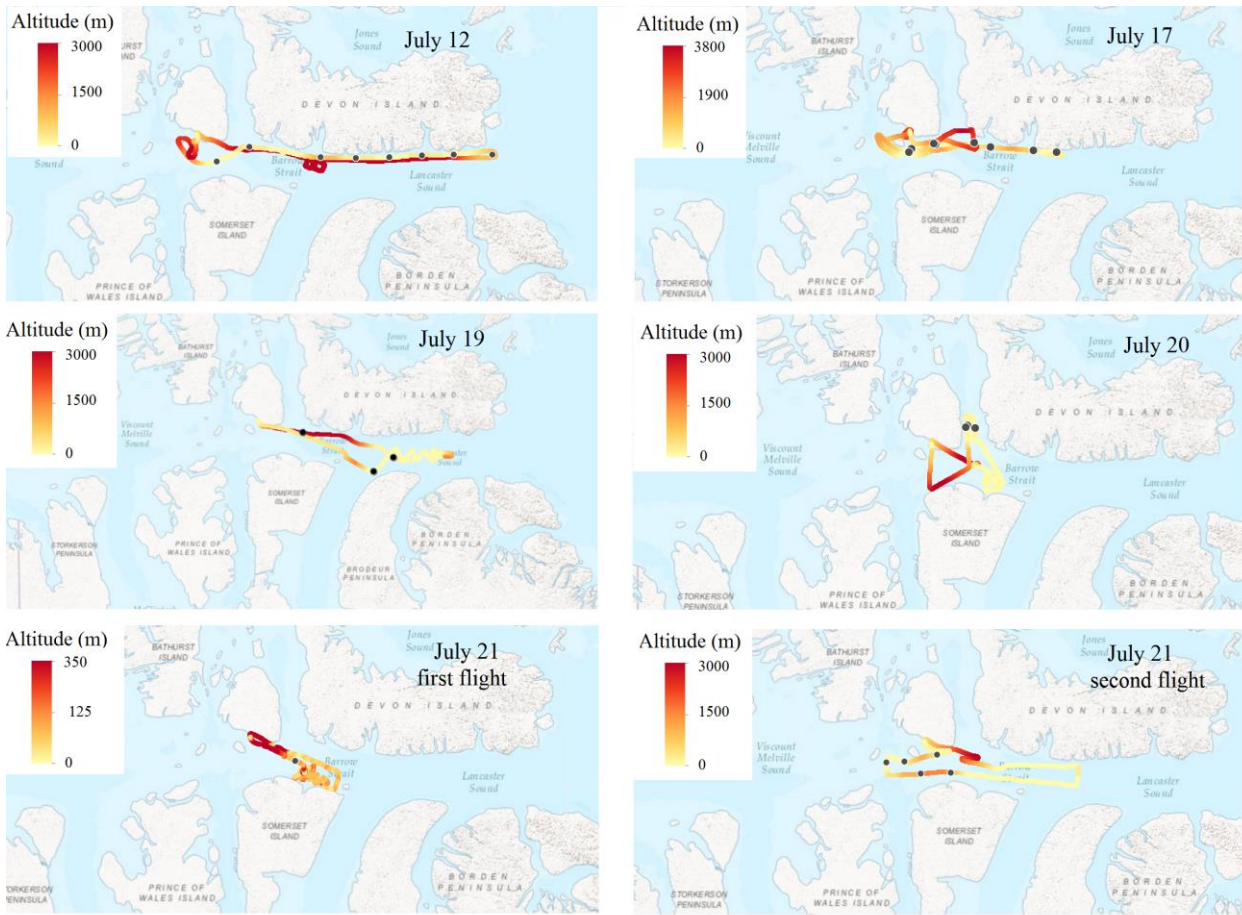 Altitude (m)
3000
1500
0
July 12
BATHURST
ISLAND
Jones
Sound
DEVON ISLAND
Sound
Barrow
Strait
Lancaster
Sound
SOMERSET
ISLAND
PRINCE OF
WALES ISLAND
BORDEN
PENINSULA
Altitude (m)
3800
1900
0
July 17
BATHURST
ISLAND
Jones
Sound
DEVON ISLAND
Viscount
Melville
Sound
Barrow
Strait
Lancaster
Sound
SOMERSET
ISLAND
STORKERSON
PENINSULA
PRINCE OF
WALES ISLAND
BORDEN
PENINSULA
Altitude (m)
3000
1500
0
July 19
BATHURST
ISLAND
Jones
Sound
DEVON ISLAND
Viscount
Melville
Sound
Strait
Sound
SOMERSET
ISLAND
STORKERSON
PENINSULA
PRINCE OF
WALES ISLAND
BRODEUR
PENINSULA
BORDEN
PENINSULA
Altitude (m)
3000
1500
0
July 20
BATHURST
ISLAND
Jones
Sound
DEVON ISLAND
Viscount
Melville
Sound
Barrow
Strait
Lancaster
Sound
SOMERSET
ISLAND
STORKERSON
PENINSULA
PRINCE OF
WALES ISLAND
BORDEN
PENINSULA
Altitude (m)
350
125
0
July 21
first flight
BATHURST
ISLAND
Jones
Sound
DEVON ISLAND
Barrow
Strait
Lancaster
Sound
SOMERSET
ISLAND
PENINSULA
PRINCE OF
WALES ISLAND
BORDEN
PENINSULA
Altitude (m)
3000
1500
0
July 21
second flight
BATHURST
ISLAND
Jones
Sound
DEVON ISLAND
Viscount
Melville
Sound
Strait
Lancaster
Sound
SOMERSET
ISLAND
STORKERSON
PENINSULA
PRINCE OF
WALES ISLAND
BORDEN
PENINSULA